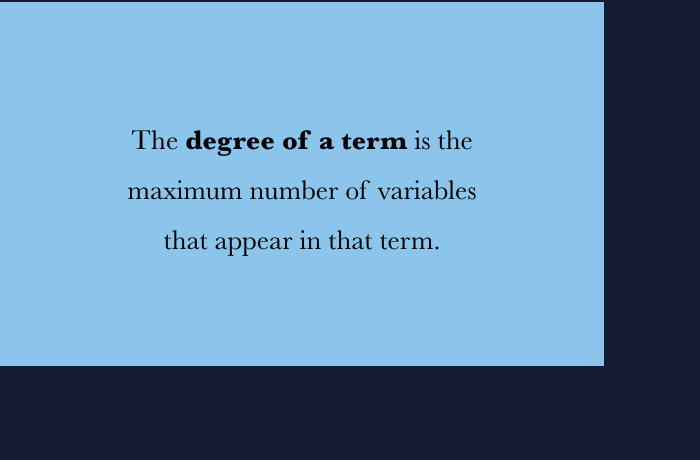 The degree of a term is the
maximum number of variables
that appear in that term.